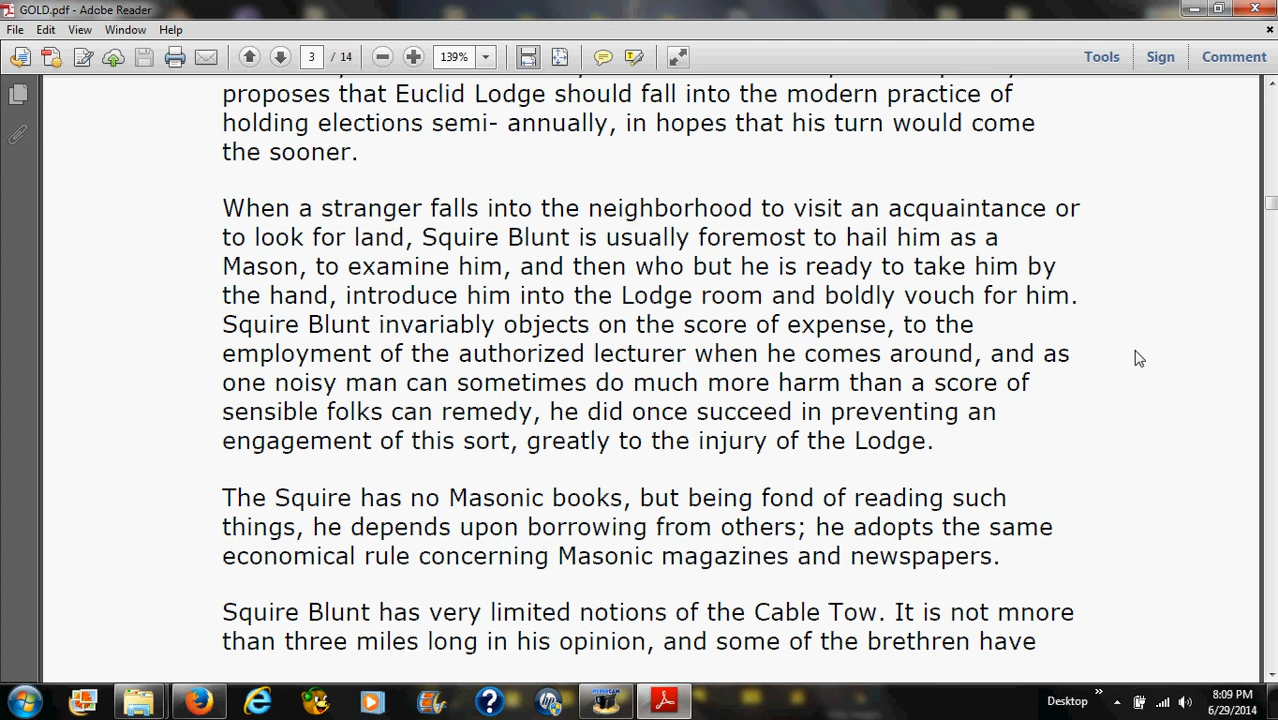 GOLD.pdf - Adobe Reader
File Edit View Window Help
3 / 14 139% Tools Sign Comment
proposes that Euclid Lodge should fall into the modern practice of
holding elections semi- annually, in hopes that his turn would come
the sooner.
When a stranger falls into the neighborhood to visit an acquaintance or
to look for land, Squire Blunt is usually foremost to hail him as a
Mason, to examine him, and then who but he is ready to take him by
the hand, introduce him into the Lodge room and boldly vouch for him.
Squire Blunt invariably objects on the score of expense, to the
employment of the authorized lecturer when he comes around, and as
one noisy man can sometimes do much more harm than a score of
sensible folks can remedy, he did once succeed in preventing an
engagement of this sort, greatly to the injury of the Lodge.
The Squire has no Masonic books, but being fond of reading such
things, he depends upon borrowing from others; he adopts the same
economical rule concerning Masonic magazines and newspapers.
Squire Blunt has very limited notions of the Cable Tow. It is not mnore
than three miles long in his opinion, and some of the brethren have
Desktop
8:09 PM
6/29/2014